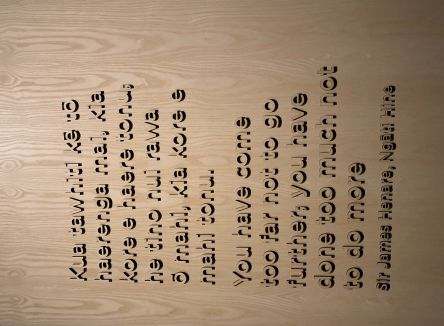 Kua tawhiti kē tō
haerenga mai, kia
kore e haere tonu;
he tino nui rawa
ō mahi, kia kore e
mahi tonu.
You have come
too far not to go
further; you have
done too much not
to do more
Sir James Henare, Ngāti Hine